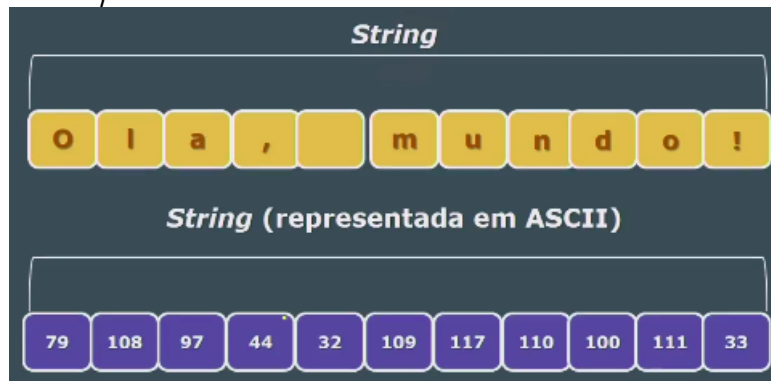 String
O l a , m u n d o !
String (representada em ASCII)
79 108 97 44 32 109 117 110 100 111 33